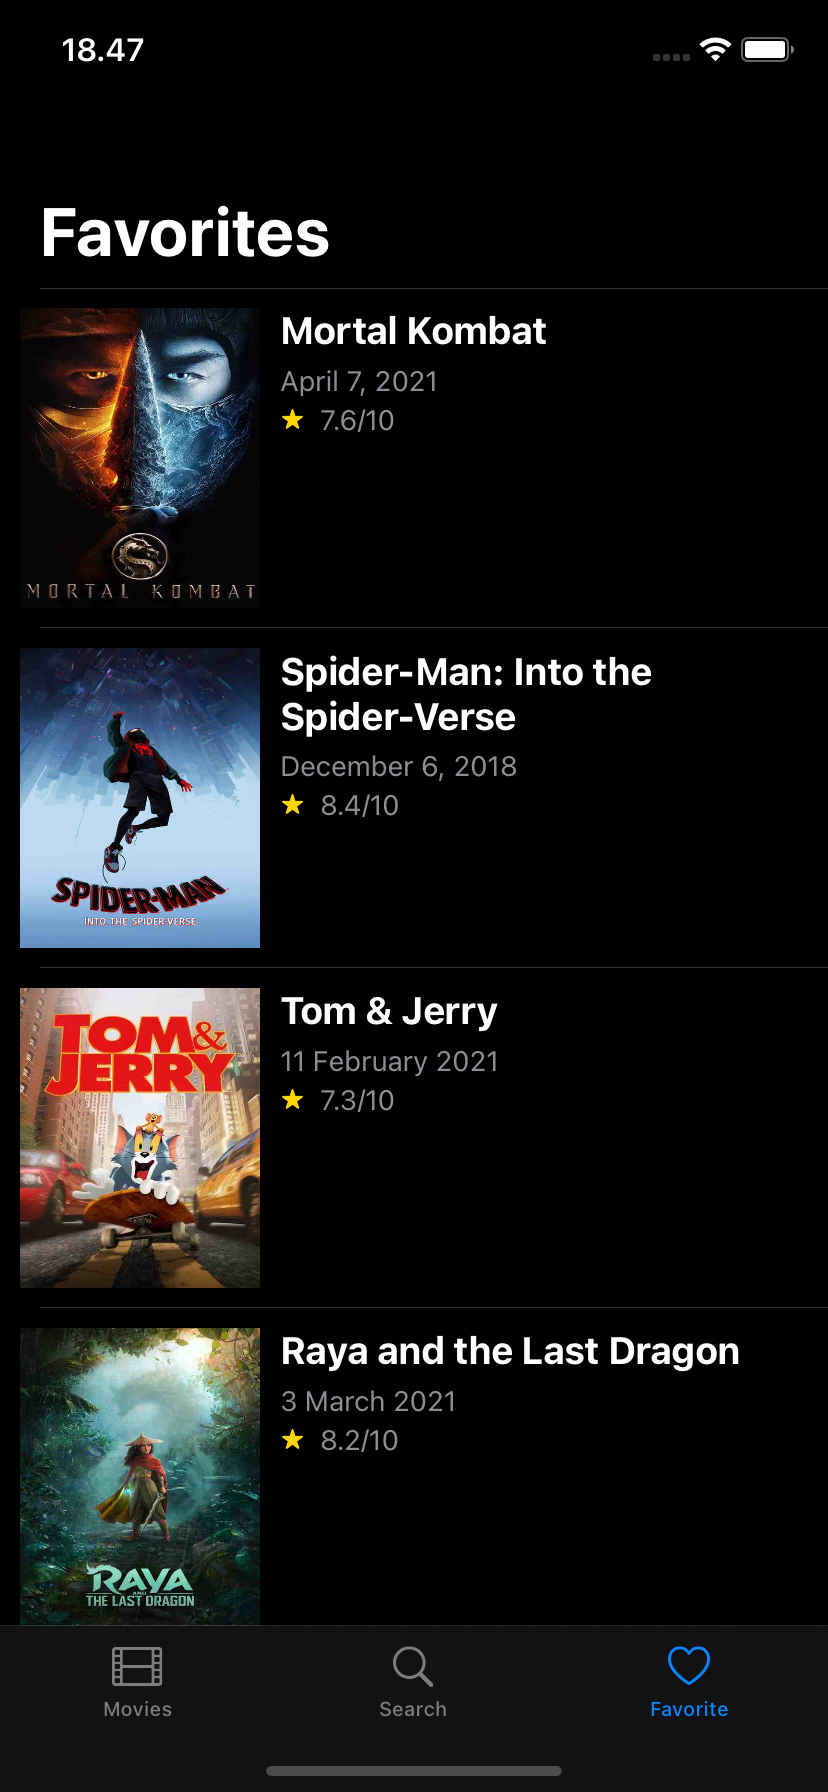 18.47
Favorites
Mortal Kombat
April 7, 2021
7.6/10
MORTAL KOMBAT
Spider-Man: Into the
Spider-Verse
December 6, 2018
8.4/10
SPIDER-MAN
INTO THE SPIDER-VERSE
Tom & Jerry
11 February 2021
7.3/10
TOM &
JERRY
Raya and the Last Dragon
3 March 2021
8.2/10
RAYA
AND
THE LAST DRAGON
Movies
Search
Favorite